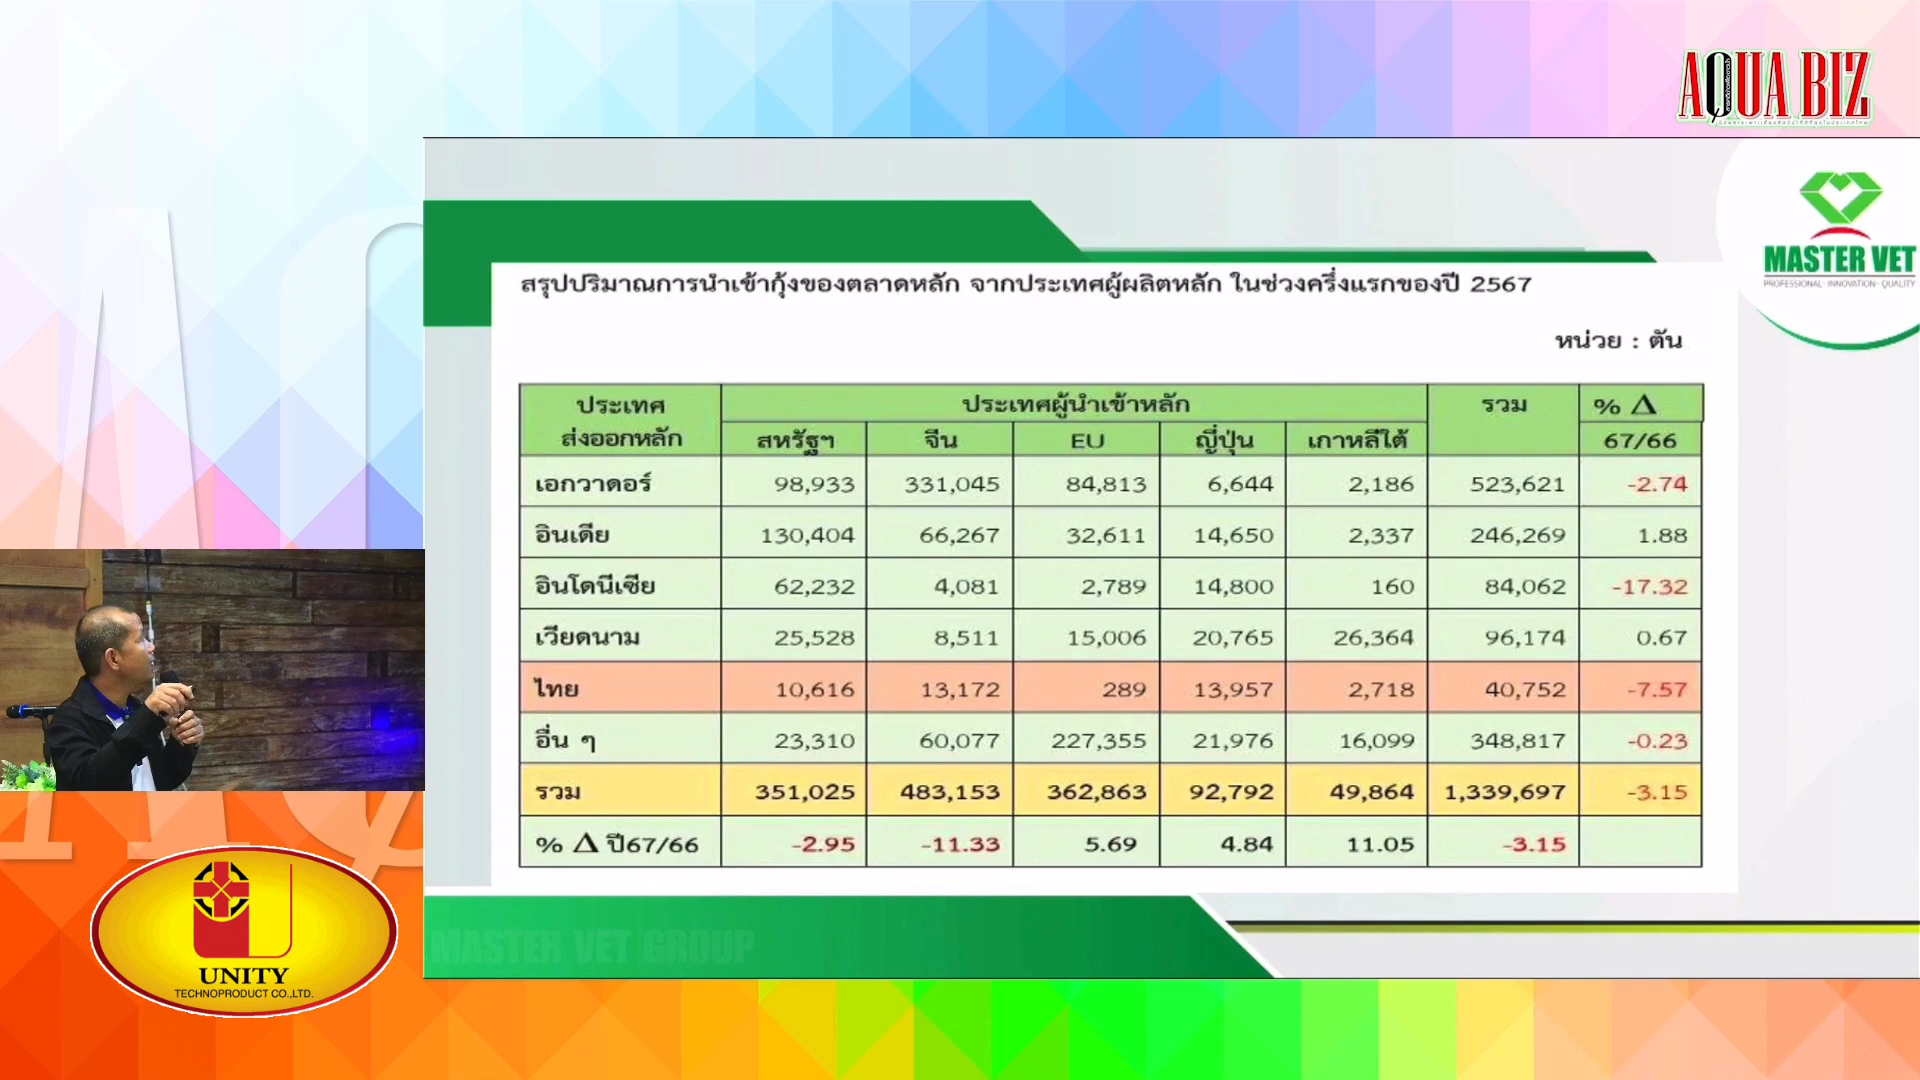 AQUA BIZ
MASTER VET
PROFESSIONAL · INNOVATION · QUALITY
สรุปปริมาณการนำเข้ากุ้งของตลาดหลัก จากประเทศผู้ผลิตหลัก ในช่วงครึ่งแรกของปี 2567
หน่วย : ตัน
ประเทศส่งออกหลัก ประเทศผู้นำเข้าหลัก รวม % Δ
สหรัฐฯ จีน EU ญี่ปุ่น เกาหลีใต้ 67/66
เอกวาดอร์ 98,933 331,045 84,813 6,644 2,186 523,621 -2.74
อินเดีย 130,404 66,267 32,611 14,650 2,337 246,269 1.88
อินโดนีเซีย 62,232 4,081 2,789 14,800 160 84,062 -17.32
เวียดนาม 25,528 8,511 15,006 20,765 26,364 96,174 0.67
ไทย 10,616 13,172 289 13,957 2,718 40,752 -7.57
อื่น ๆ 23,310 60,077 227,355 21,976 16,099 348,817 -0.23
รวม 351,025 483,153 362,863 92,792 49,864 1,339,697 -3.15
% Δ ปี67/66 -2.95 -11.33 5.69 4.84 11.05 -3.15
MASTER VET GROUP
UNITY
TECHNOPRODUCT CO.,LTD.